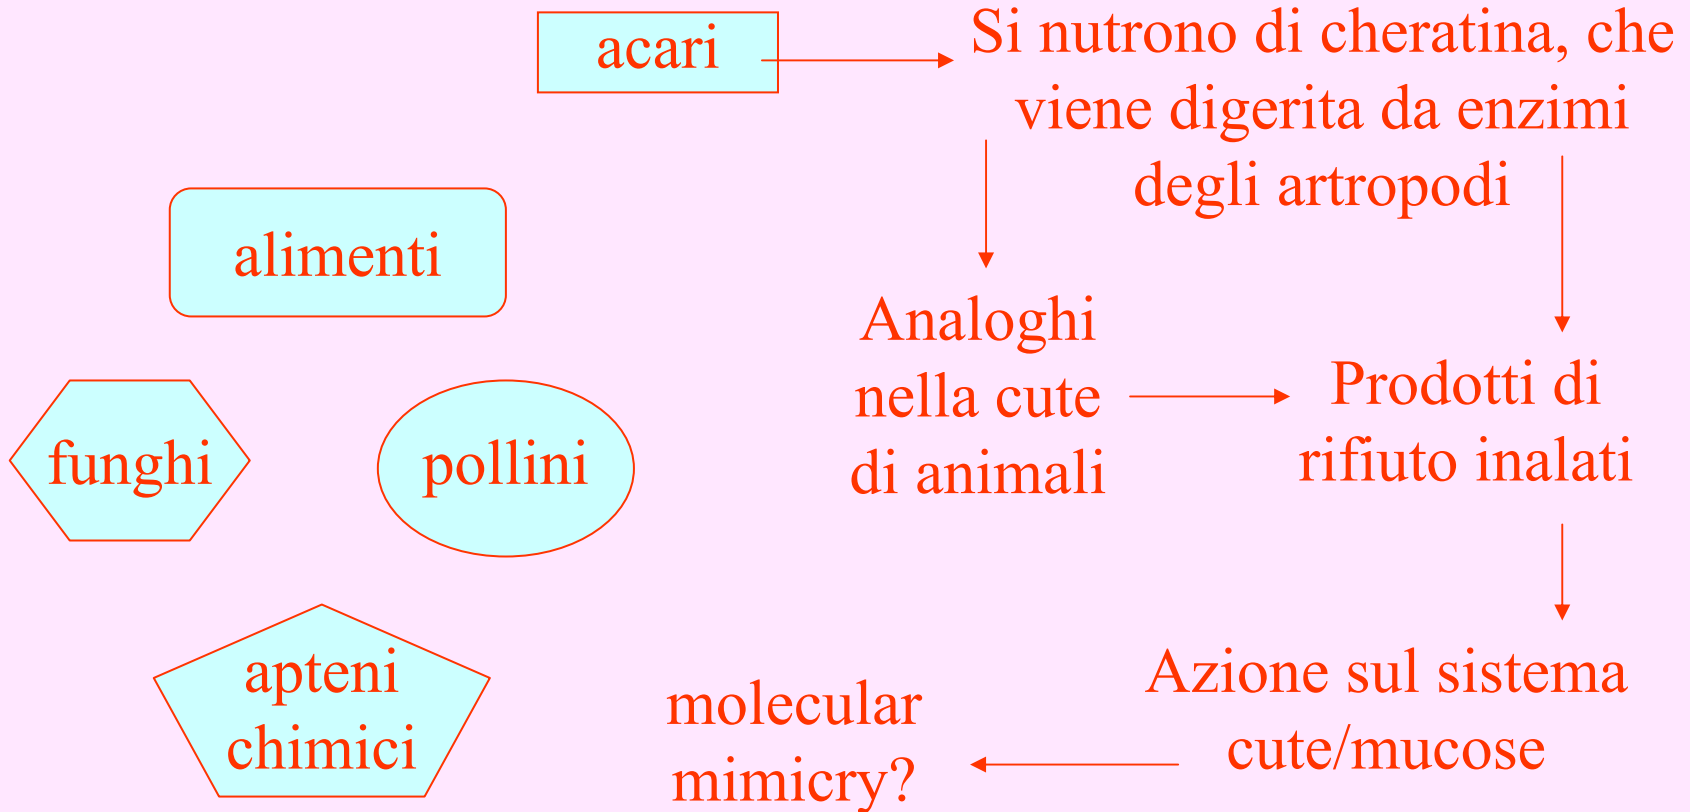 acari
Si nutrono di cheratina, che
viene digerita da enzimi
degli artropodi
alimenti
Analoghi
nella cute
di animali
Prodotti di
rifiuto inalati
funghi
pollini
apteni
chimici
molecular
mimicry?
Azione sul sistema
cute/mucose